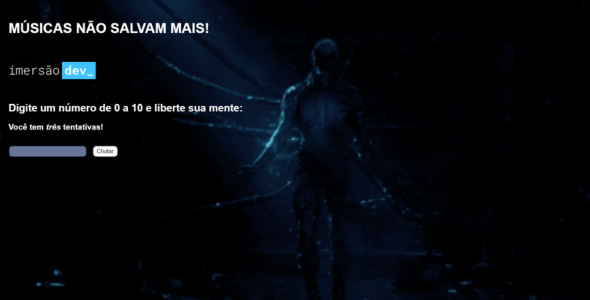 MÚSICAS NÃO SALVAM MAIS!
imersão dev_
Digite um número de 0 a 10 e liberte sua mente:
Você tem três tentativas!
Chutar